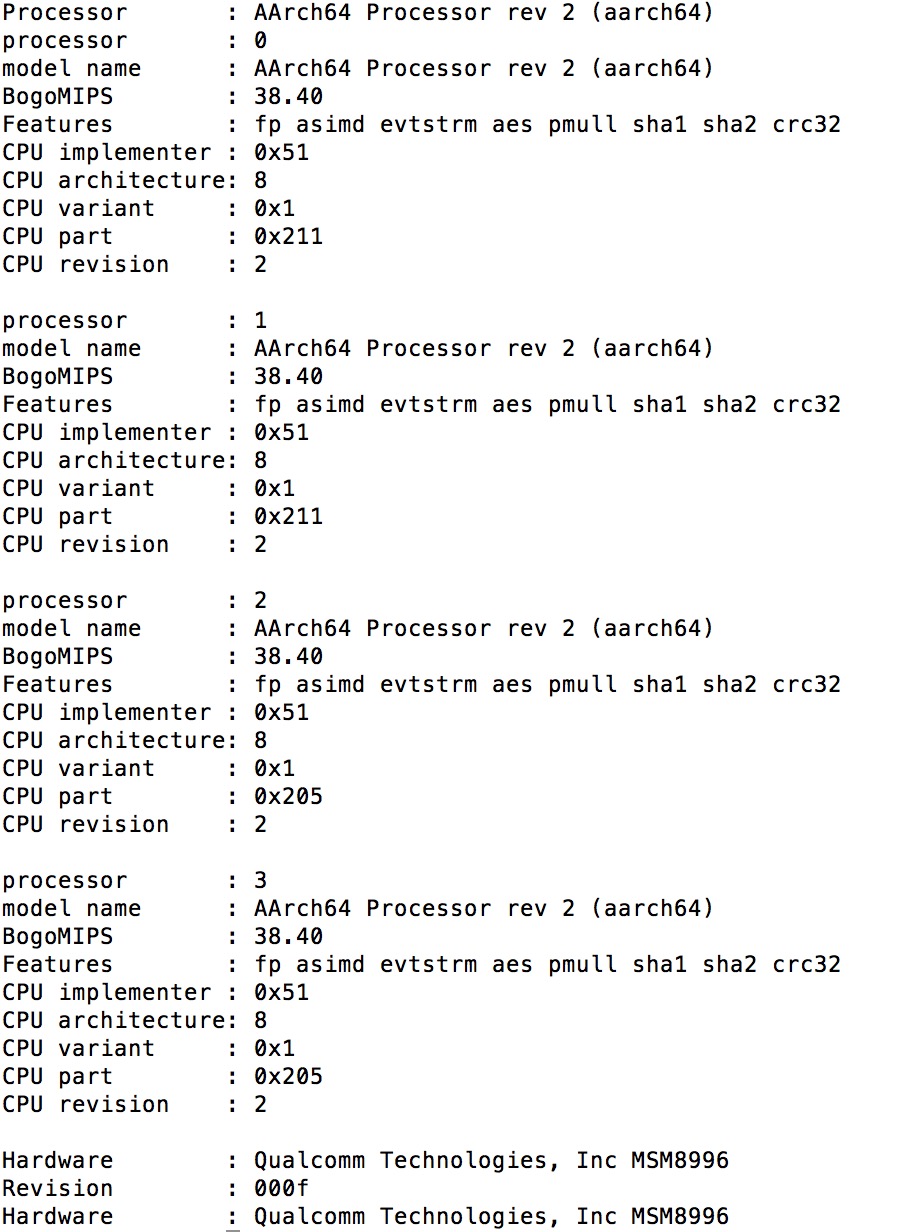 Processor       : AArch64 Processor rev 2 (aarch64)
processor       : 0
model name      : AArch64 Processor rev 2 (aarch64)
BogoMIPS        : 38.40
Features        : fp asimd evtstrm aes pmull sha1 sha2 crc32
CPU implementer : 0x51
CPU architecture: 8
CPU variant     : 0x1
CPU part        : 0x211
CPU revision    : 2

processor       : 1
model name      : AArch64 Processor rev 2 (aarch64)
BogoMIPS        : 38.40
Features        : fp asimd evtstrm aes pmull sha1 sha2 crc32
CPU implementer : 0x51
CPU architecture: 8
CPU variant     : 0x1
CPU part        : 0x211
CPU revision    : 2

processor       : 2
model name      : AArch64 Processor rev 2 (aarch64)
BogoMIPS        : 38.40
Features        : fp asimd evtstrm aes pmull sha1 sha2 crc32
CPU implementer : 0x51
CPU architecture: 8
CPU variant     : 0x1
CPU part        : 0x205
CPU revision    : 2

processor       : 3
model name      : AArch64 Processor rev 2 (aarch64)
BogoMIPS        : 38.40
Features        : fp asimd evtstrm aes pmull sha1 sha2 crc32
CPU implementer : 0x51
CPU architecture: 8
CPU variant     : 0x1
CPU part        : 0x205
CPU revision    : 2

Hardware        : Qualcomm Technologies, Inc MSM8996
Revision        : 000f
Hardware        : Qualcomm Technologies, Inc MSM8996